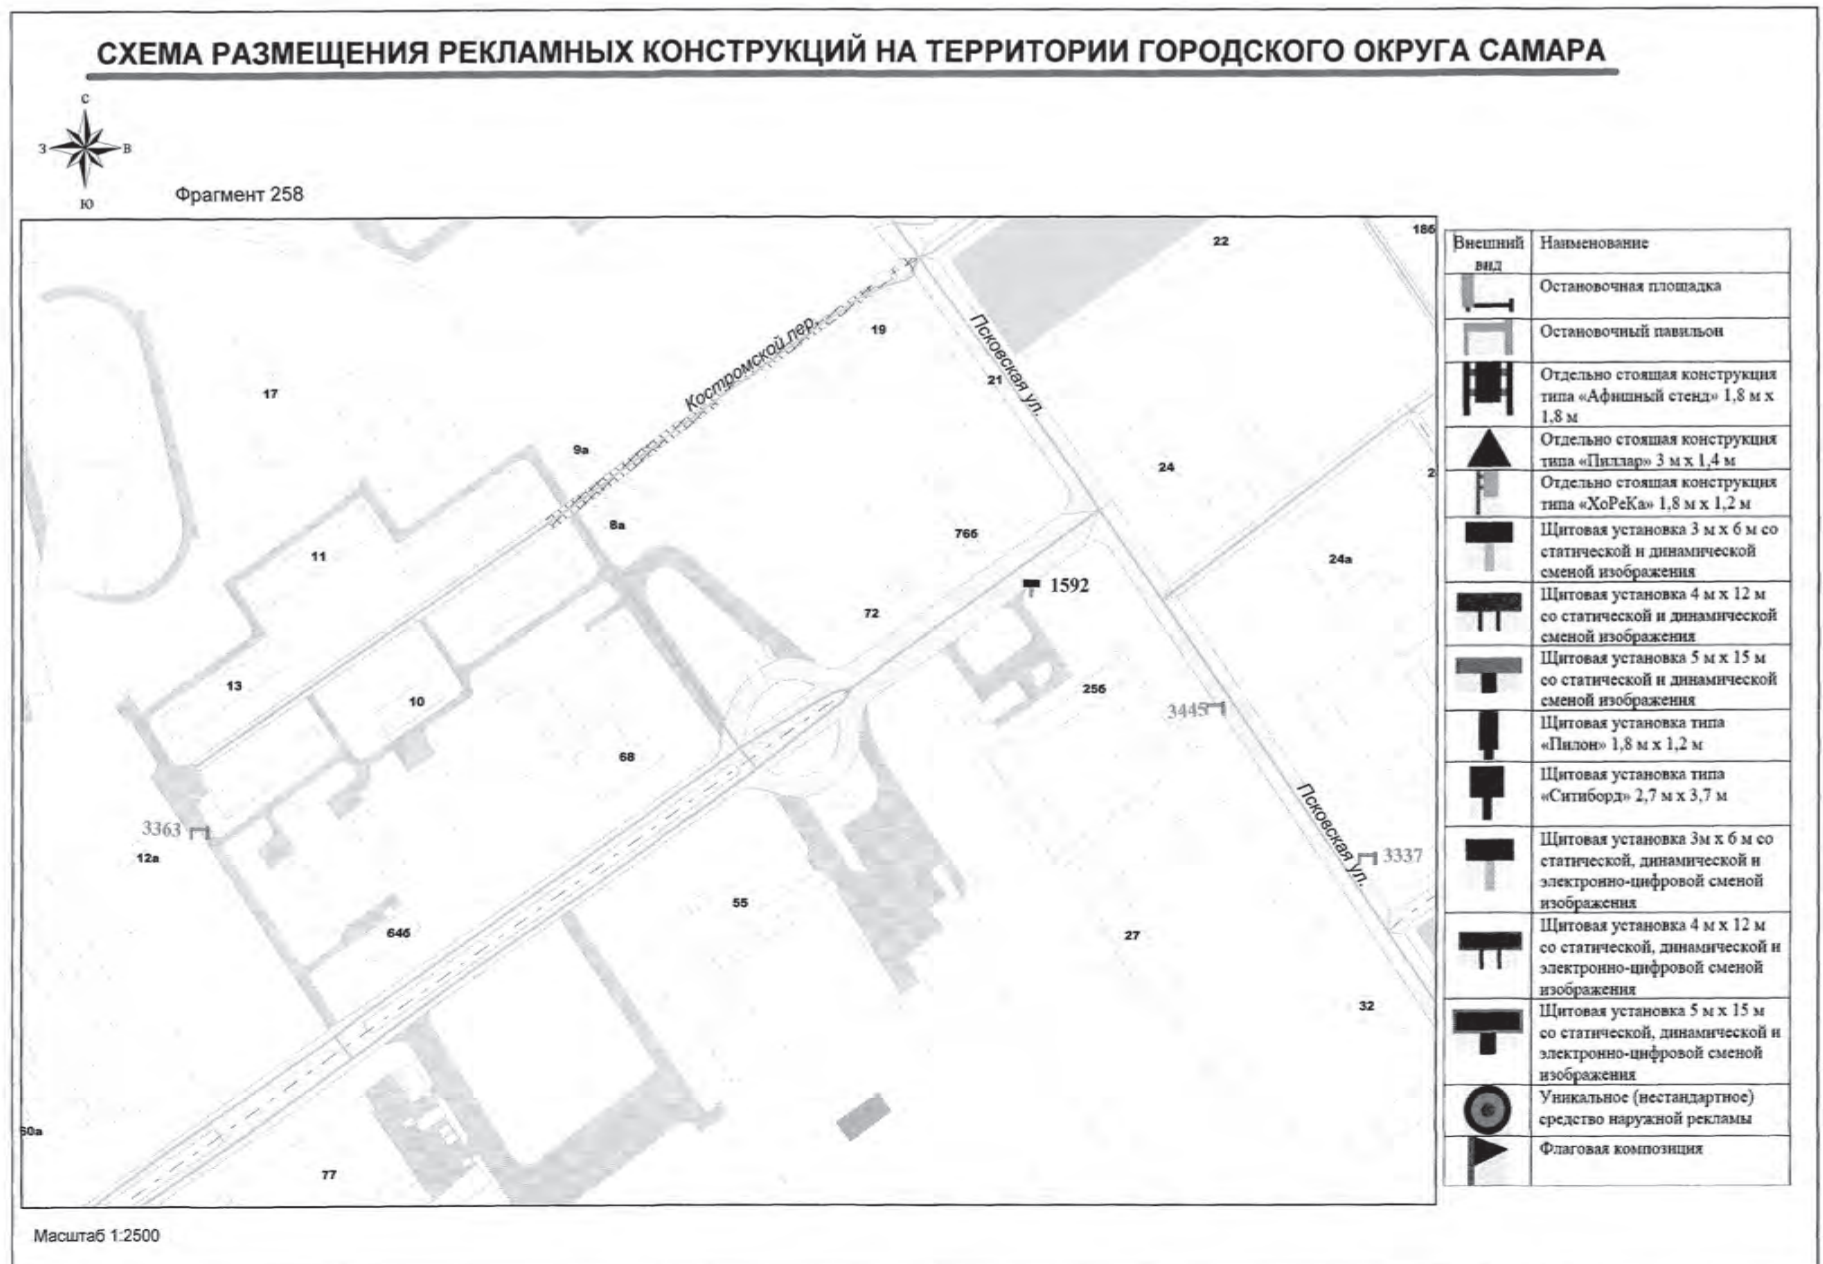 СХЕМА РАЗМЕЩЕНИЯ РЕКЛАМНЫХ КОНСТРУКЦИЙ НА ТЕРРИТОРИИ ГОРОДСКОГО ОКРУГА САМАРА
С
З
В
Ю
Фрагмент 258
22
186
19
Костромской пер.
Псковская ул.
21
17
9а
24
8а
766
11
24а
1592
72
13
10
256
3445
68
Псковская ул.
3363
12а
3337
55
646
27
32
60а
77
Внешний вид
Наименование
Остановочная площадка
Остановочный павильон
Отдельно стоящая конструкция
типа «Афишный стенд» 1,8 м х
1,8 м
Отдельно стоящая конструкция
типа «Пиллар» 3 м х 1,4 м
Отдельно стоящая конструкция
типа «ХоРеКа» 1,8 м х 1,2 м
Щитовая установка 3 м х 6 м со
статической и динамической
сменой изображения
Щитовая установка 4 м х 12 м
со статической и динамической
сменой изображения
Щитовая установка 5 м х 15 м
со статической и динамической
сменой изображения
Щитовая установка типа
«Пилон» 1,8 м х 1,2 м
Щитовая установка типа
«Ситиборд» 2,7 м х 3,7 м
Щитовая установка 3м х 6 м со
статической, динамической и
электронно-цифровой сменой
изображения
Щитовая установка 4 м х 12 м
со статической, динамической и
электронно-цифровой сменой
изображения
Щитовая установка 5 м х 15 м
со статической, динамической и
электронно-цифровой сменой
изображения
Уникальное (нестандартное)
средство наружной рекламы
Флаговая композиция
Масштаб 1:2500